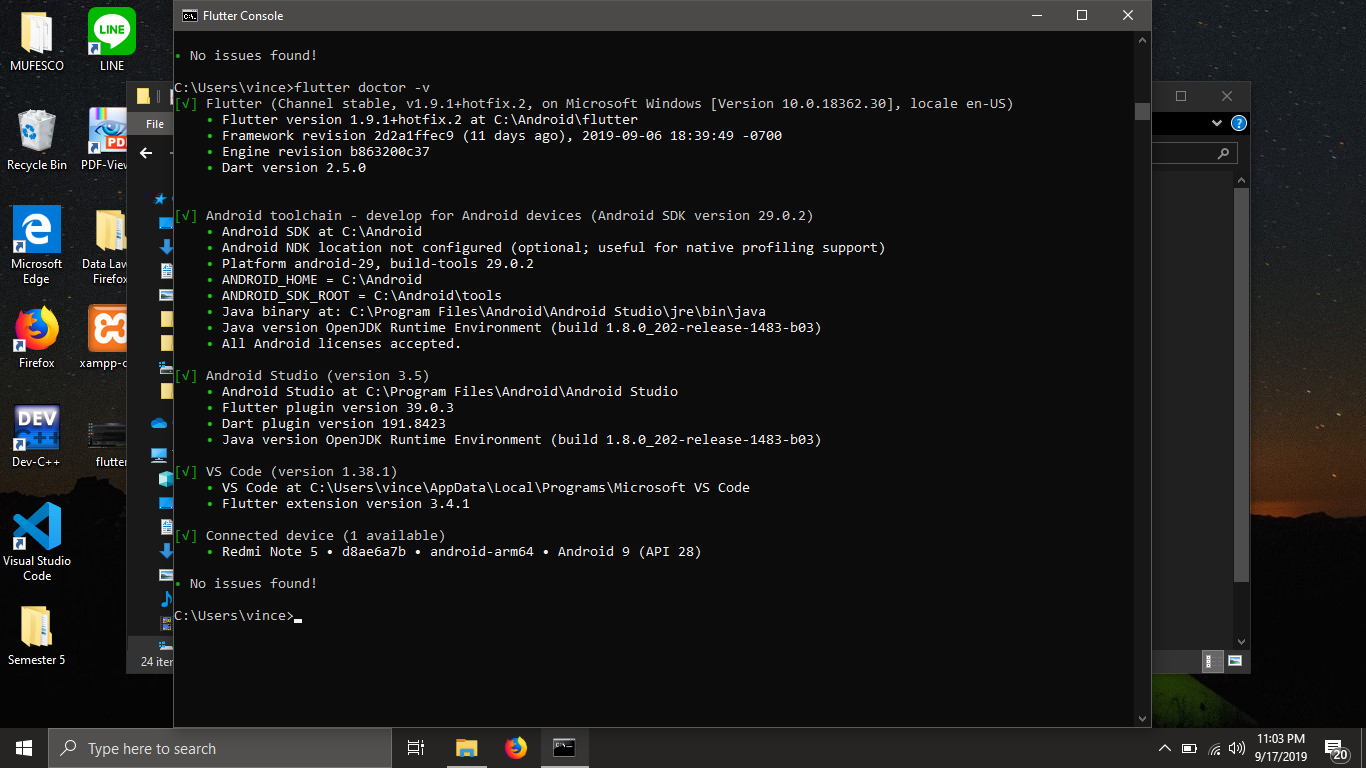 Flutter Console
• No issues found!
C:\Users\vince>flutter doctor -v
[√] Flutter (Channel stable, v1.9.1+hotfix.2, on Microsoft Windows [Version 10.0.18362.30], locale en-US)
• Flutter version 1.9.1+hotfix.2 at C:\Android\flutter
• Framework revision 2d2a1ffec9 (11 days ago), 2019-09-06 18:39:49 -0700
• Engine revision b863200c37
• Dart version 2.5.0
[√] Android toolchain - develop for Android devices (Android SDK version 29.0.2)
• Android SDK at C:\Android
• Android NDK location not configured (optional; useful for native profiling support)
• Platform android-29, build-tools 29.0.2
• ANDROID_HOME = C:\Android
• ANDROID_SDK_ROOT = C:\Android\tools
• Java binary at: C:\Program Files\Android\Android Studio\jre\bin\java
• Java version OpenJDK Runtime Environment (build 1.8.0_202-release-1483-b03)
• All Android licenses accepted.
[√] Android Studio (version 3.5)
• Android Studio at C:\Program Files\Android\Android Studio
• Flutter plugin version 39.0.3
• Dart plugin version 191.8423
• Java version OpenJDK Runtime Environment (build 1.8.0_202-release-1483-b03)
[√] VS Code (version 1.38.1)
• VS Code at C:\Users\vince\AppData\Local\Programs\Microsoft VS Code
• Flutter extension version 3.4.1
[√] Connected device (1 available)
• Redmi Note 5 • d8ae6a7b • android-arm64 • Android 9 (API 28)
• No issues found!
C:\Users\vince>
MUFESCO
LINE
LINE
File
Recycle Bin
PDF-View
PDF
Microsoft
Edge
Data Law
Firefox
Firefox
xampp-c
DEV
C++
Dev-C++
flutter
Visual Studio
Code
Semester 5
24 iter
Type here to search
11:03 PM
9/17/2019
20